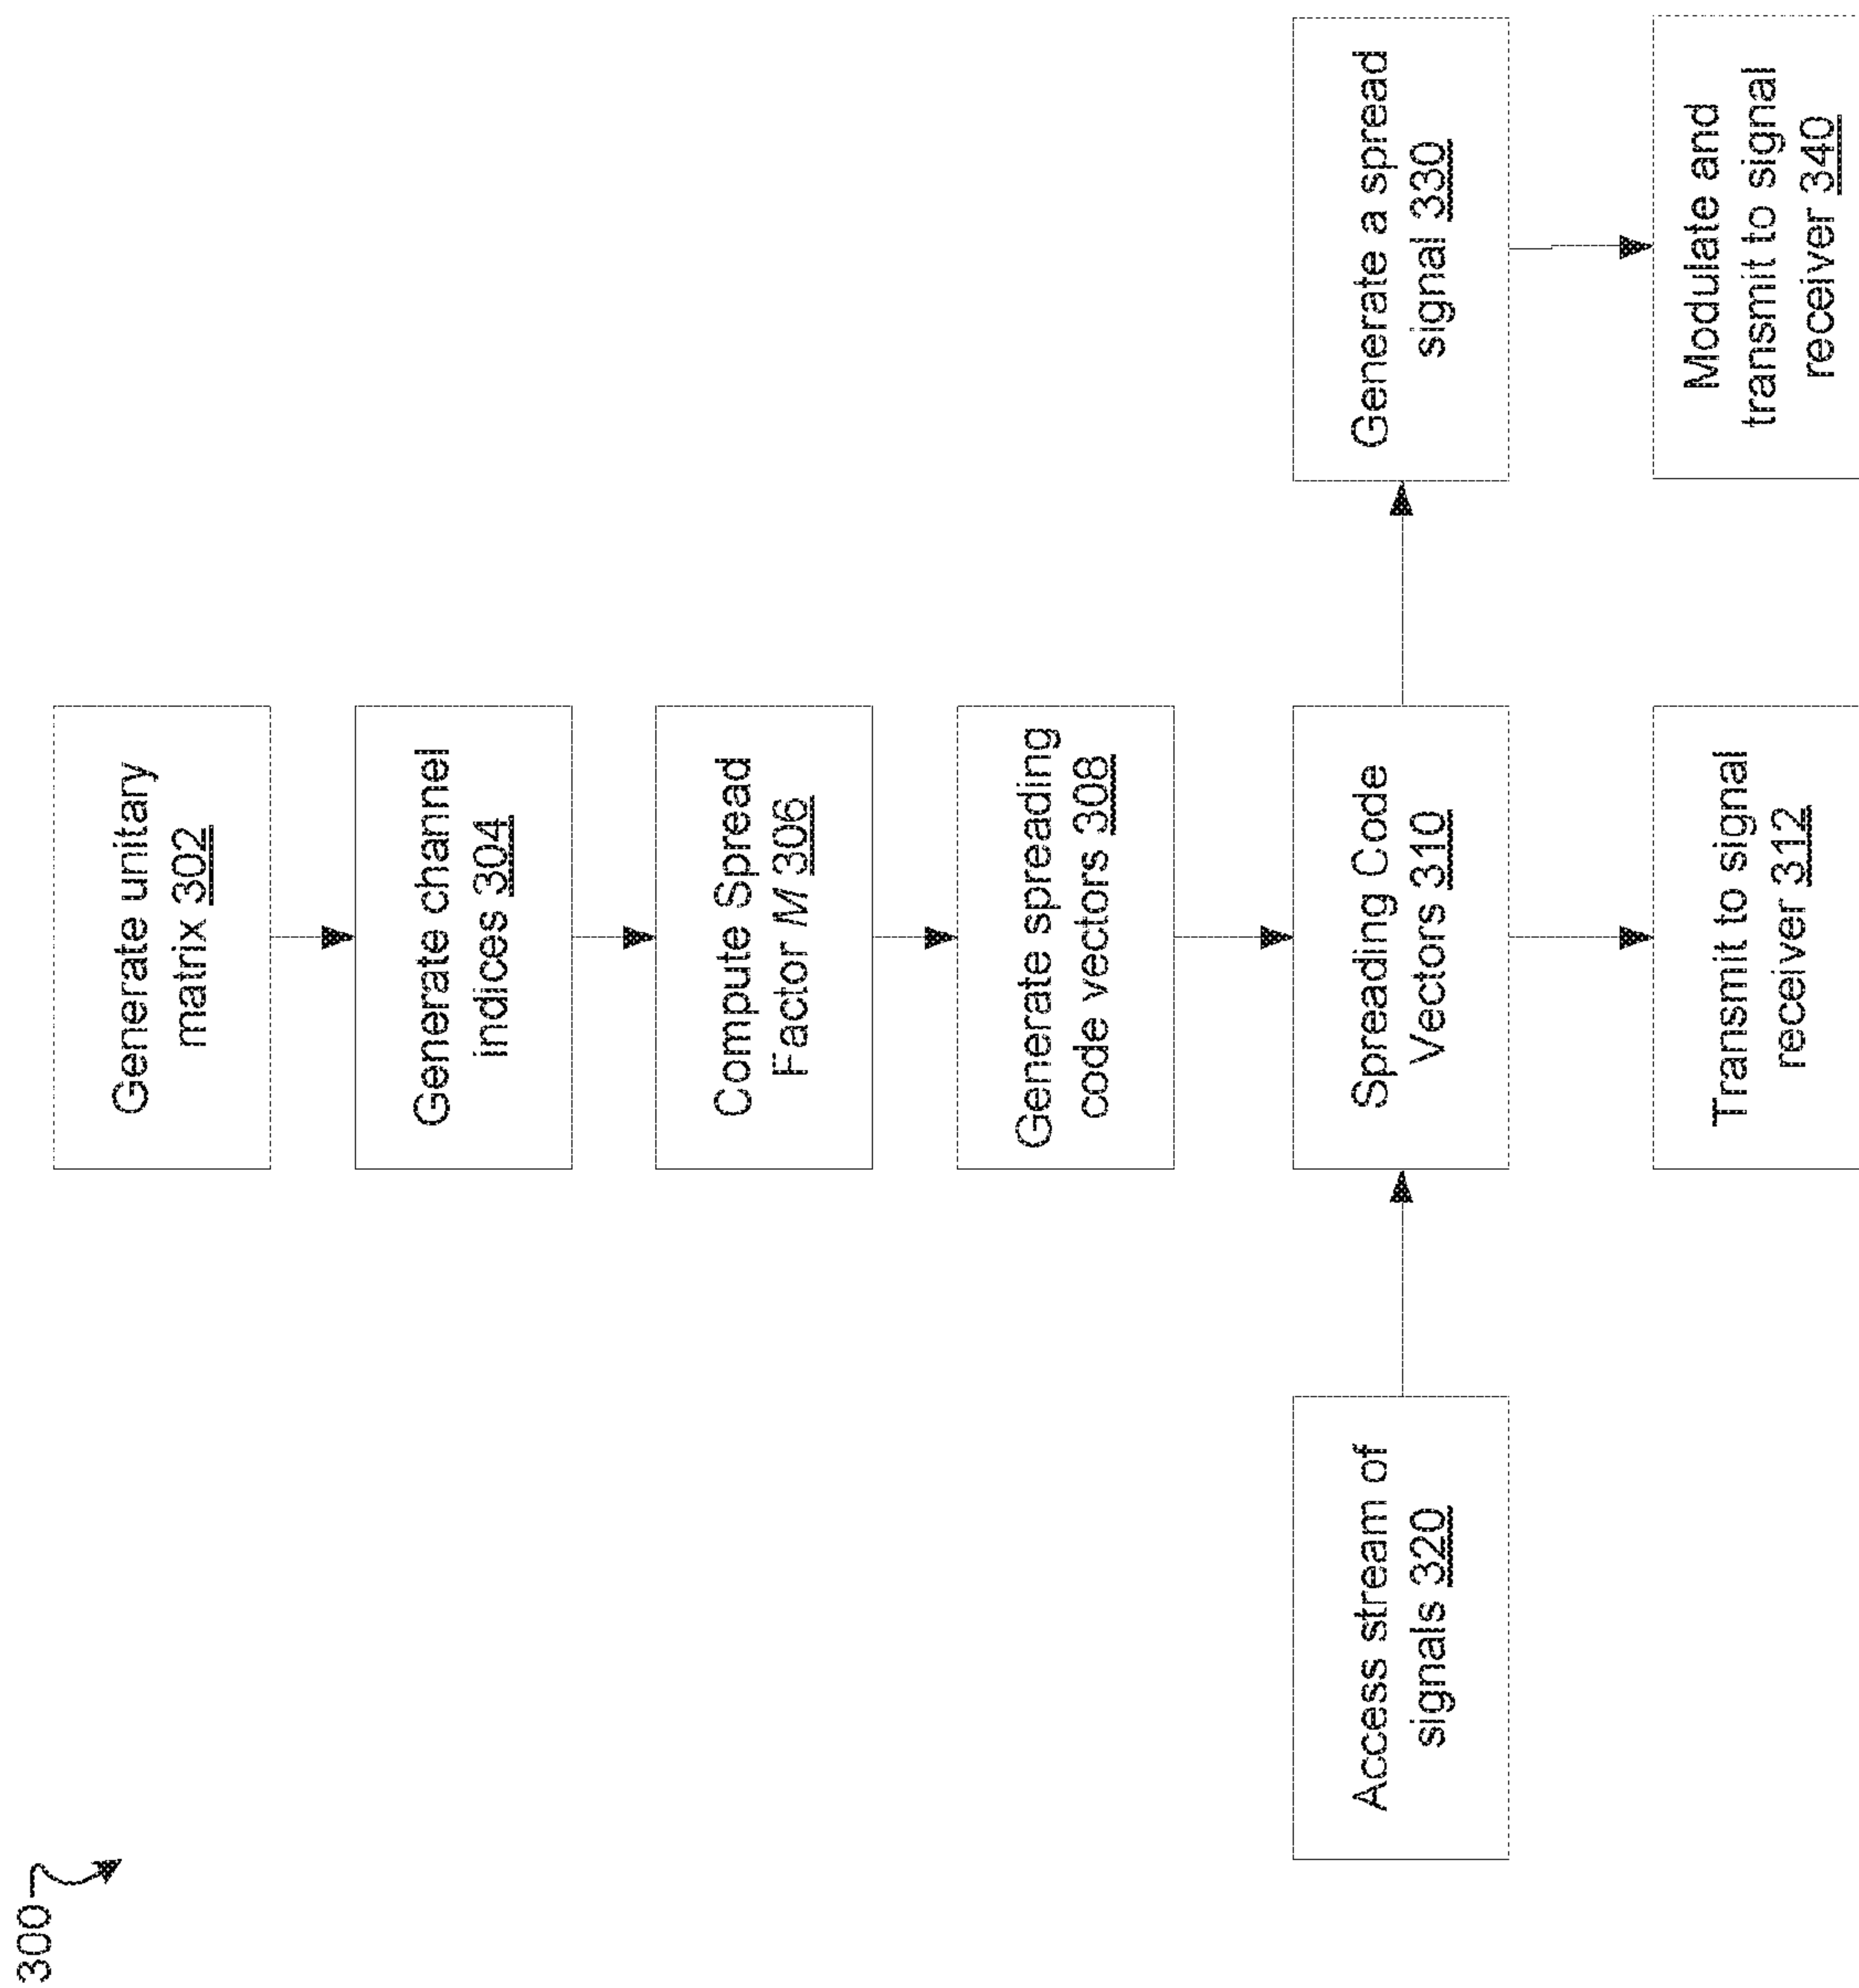 300
Generate unitary
matrix 302
Generate channel
indices 304
Compute Spread
Factor M 306
Generate spreading
code vectors 308
Access stream of
signals 320
Spreading Code
Vectors 310
Generate a spread
signal 330
Transmit to signal
receiver 312
Modulate and
transmit to signal
receiver 340